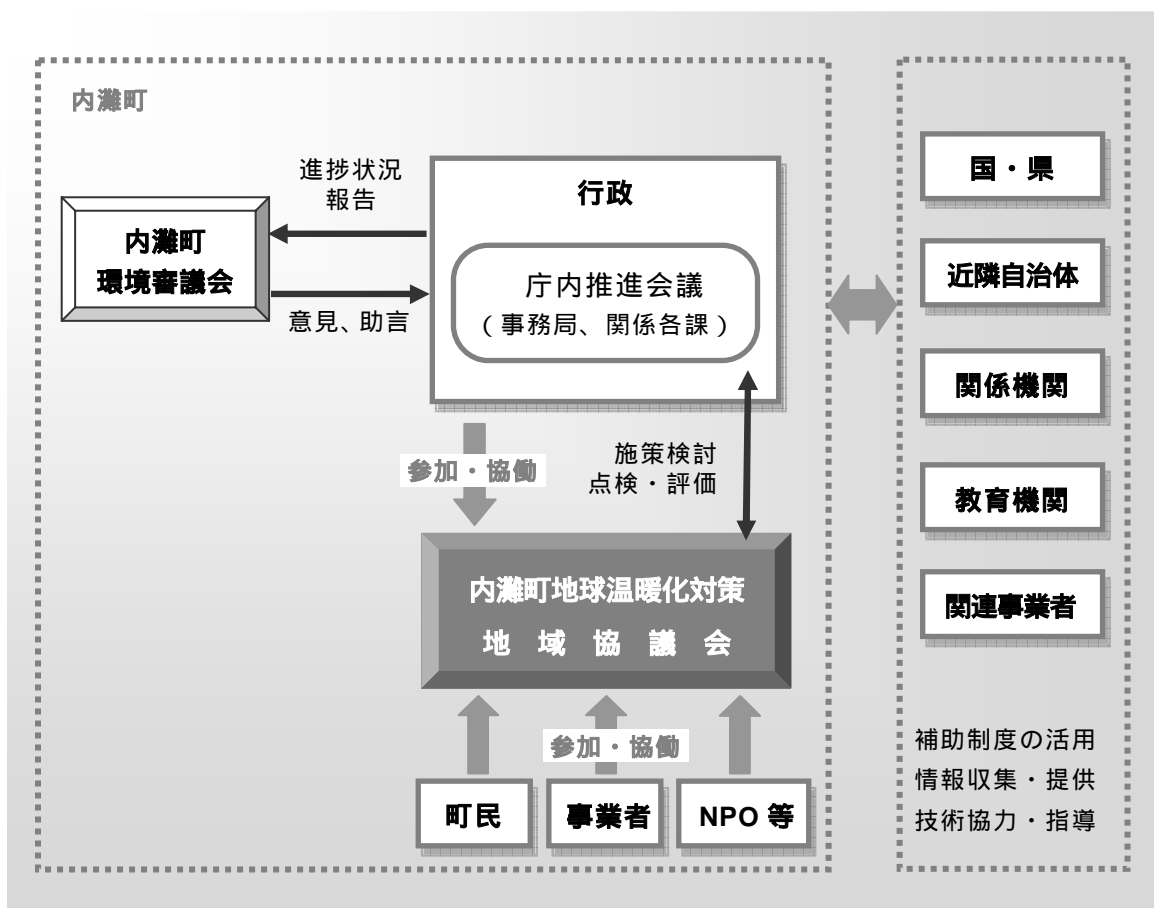 内灘町
進捗状況
報告
行政
内灘町
環境審議会
庁内推進会議
(事務局、関係各課)
意見、助言
参加・協働
施策検討
点検・評価
内灘町地球温暖化対策
地域協議会
参加・協働
町民
事業者
NPO等
国・県
近隣自治体
関係機関
教育機関
関連事業者
補助制度の活用
情報収集・提供
技術協力・指導